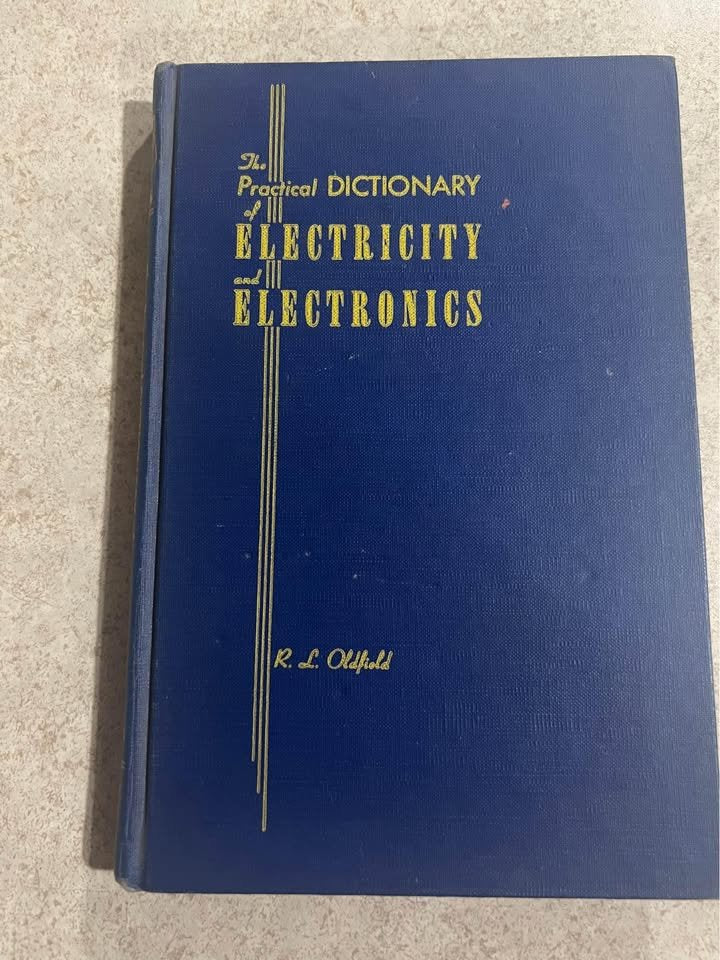 The
Practical DICTIONARY
of
ELECTRICITY
and
ELECTRONICS
R. L. Oldfield